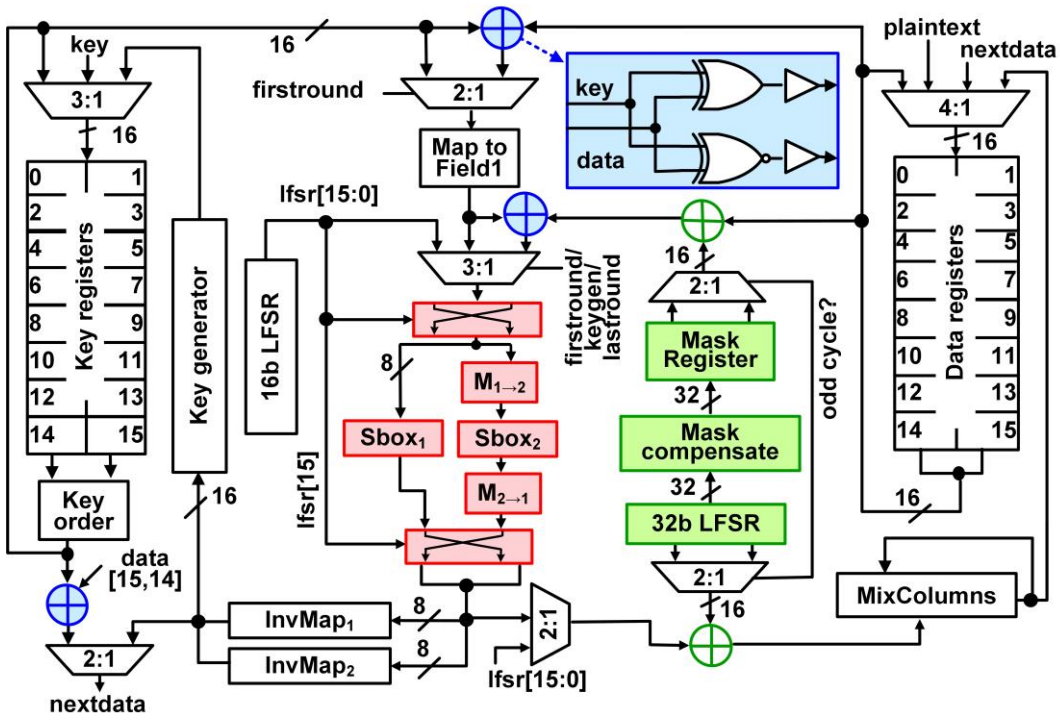 16
key
3:1
16
0
1
2
3
4
5
6
7
8
9
10
11
12
13
14
15
Key registers
Key
order
data
[15,14]
2:1
nextdata
Key generator
16
16b LFSR
lfsr[15:0]
lfsr[15]
firstround
2:1
Map to
Field1
3:1
firstround/
keygen/
lastround
8
M1→2
Sbox1
Sbox2
M2→1
InvMap1
8
InvMap2
8
2:1
lfsr[15:0]
key
data
16
2:1
odd cycle?
Mask
Register
32
Mask
compensate
32
32b LFSR
2:1
16
plaintext
nextdata
4:1
16
0
1
2
3
4
5
6
7
8
9
10
11
12
13
14
15
Data registers
16
MixColumns